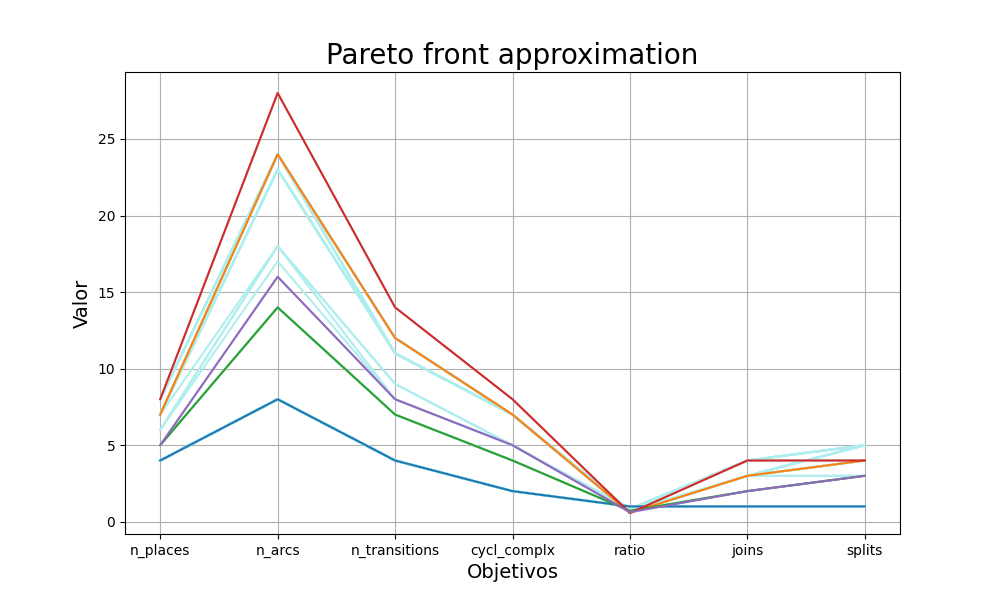 Pareto front approximation
Valor
25
20
15
10
5
0
n_places n_arcs n_transitions cycl_complx ratio joins splits
Objetivos